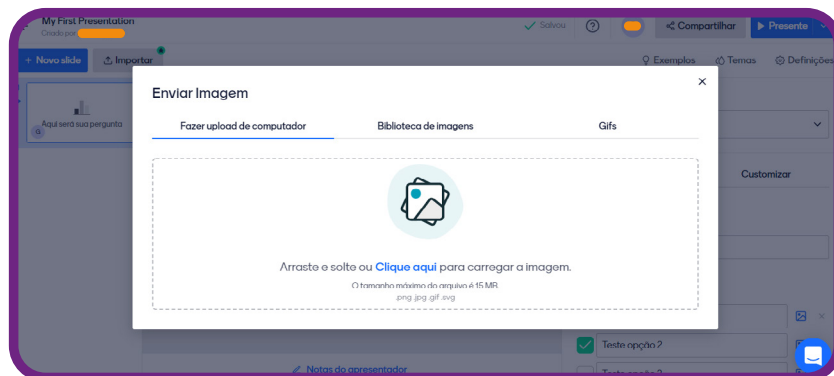 My First Presentation
Criado por
Salvou
Compartilhar
Presente
+ Novo slide
Importar
Exemplos
Temas
Definições
Aqui será sua pergunta
G
Enviar Imagem
Fazer upload de computador
Biblioteca de imagens
Gifs
Arraste e solte ou Clique aqui para carregar a imagem.
O tamanho máximo do arquivo é 15 MB
.png .jpg .gif .svg
Customizar
Teste opção 2
Notas do apresentador